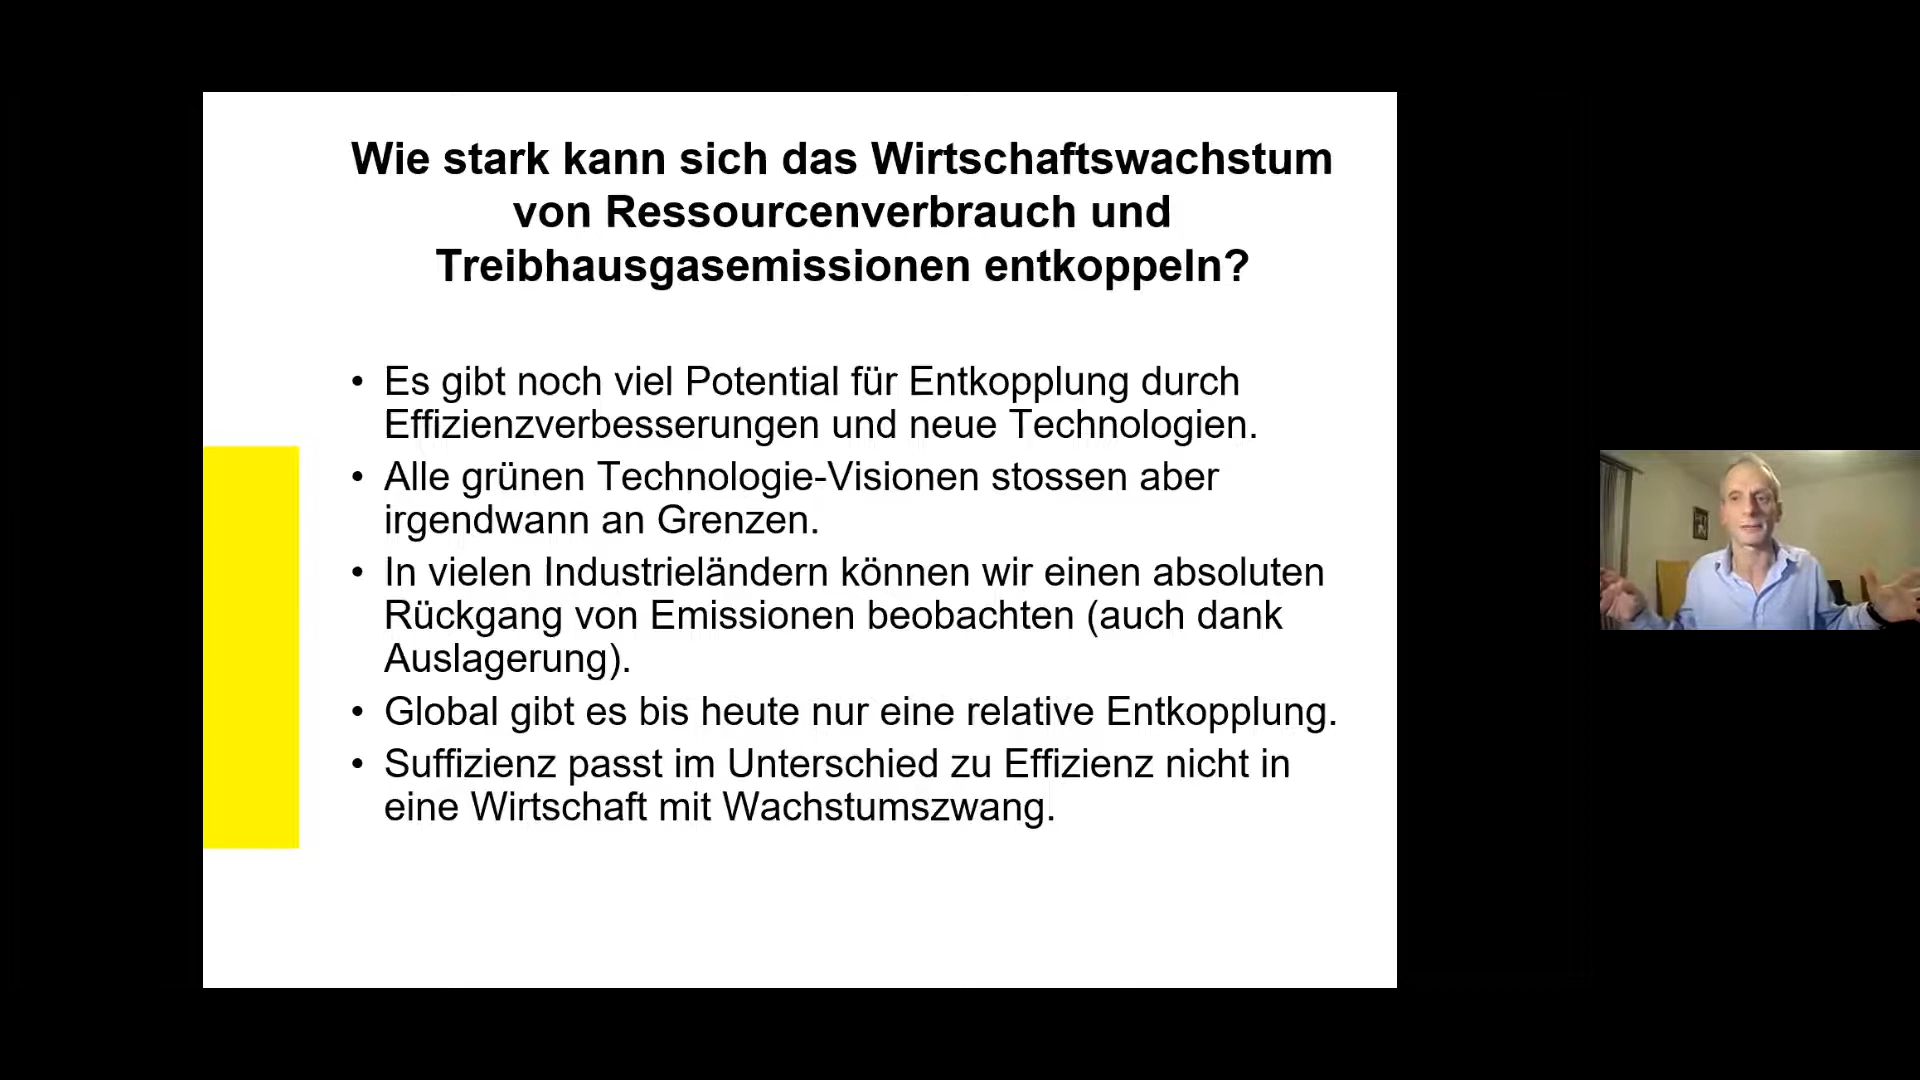 Wie stark kann sich das Wirtschaftswachstum
von Ressourcenverbrauch und
Treibhausgasemissionen entkoppeln?
• Es gibt noch viel Potential für Entkopplung durch
Effizienzverbesserungen und neue Technologien.
• Alle grünen Technologie-Visionen stossen aber
irgendwann an Grenzen.
• In vielen Industrieländern können wir einen absoluten
Rückgang von Emissionen beobachten (auch dank
Auslagerung).
• Global gibt es bis heute nur eine relative Entkopplung.
• Suffizienz passt im Unterschied zu Effizienz nicht in
eine Wirtschaft mit Wachstumszwang.